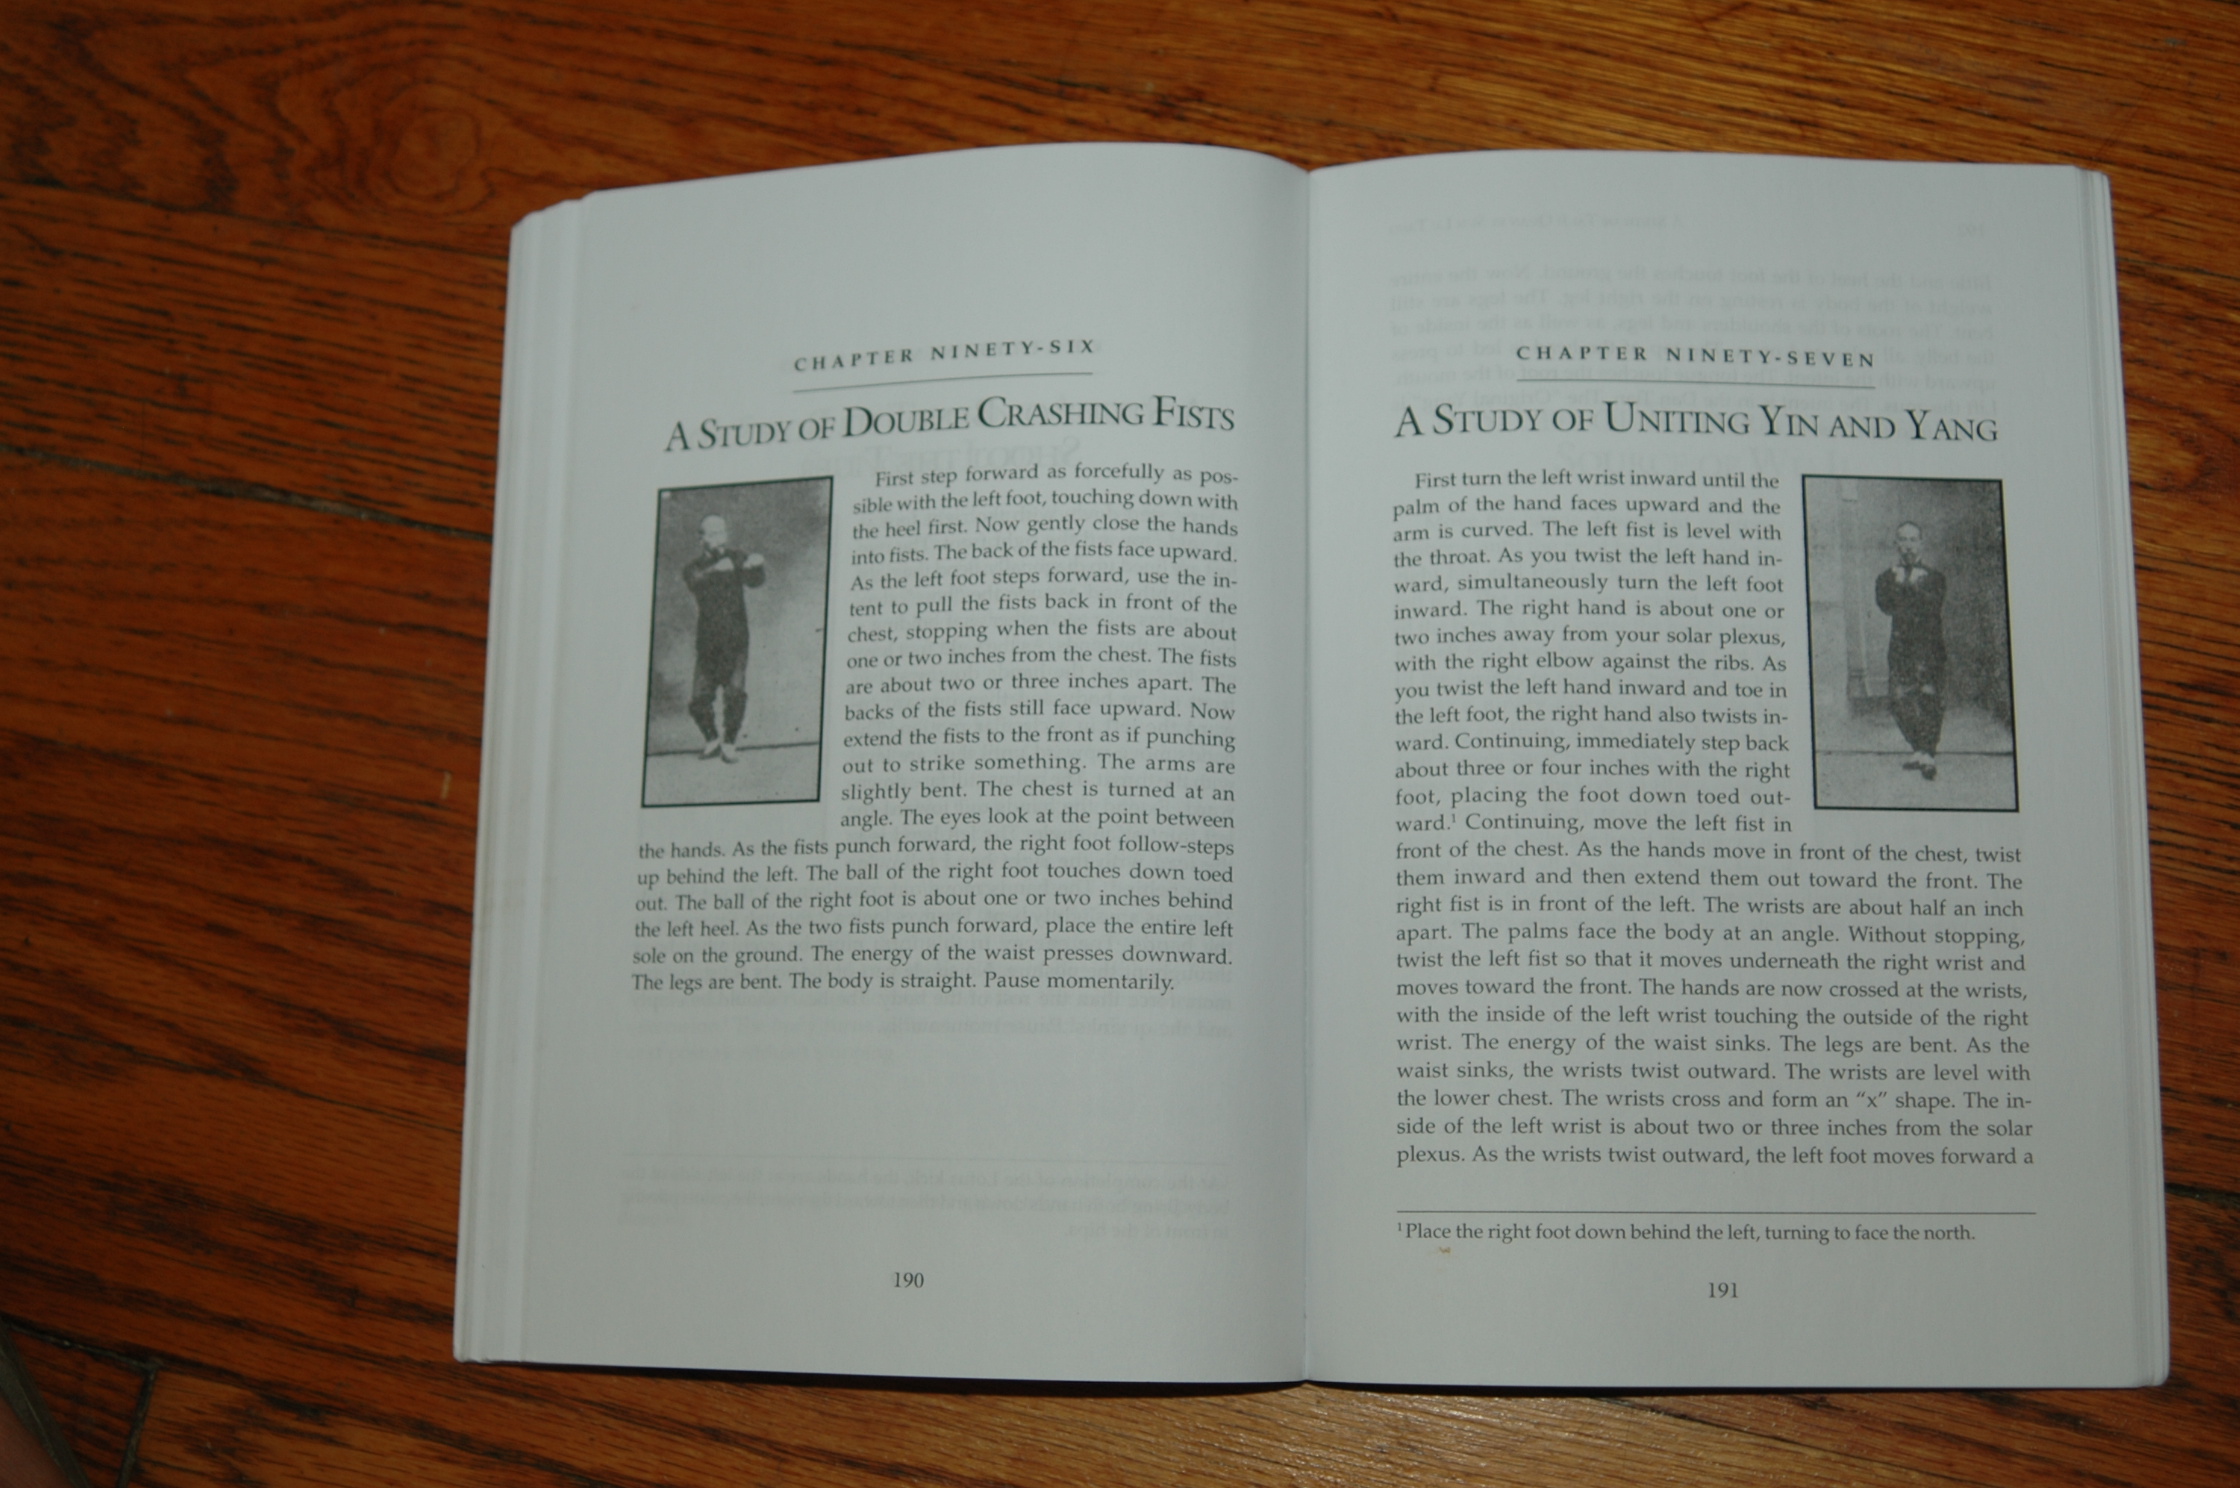 CHAPTER NINETY-SIX
A STUDY OF DOUBLE CRASHING FISTS
First step forward as forcefully as pos-
sible with the left foot, touching down with
the heel first. Now gently close the hands
into fists. The back of the fists face upward.
As the left foot steps forward, use the in-
tent to pull the fists back in front of the
chest, stopping when the fists are about
one or two inches from the chest. The fists
are about two or three inches apart. The
backs of the fists still face upward. Now
extend the fists to the front as if punching
out to strike something. The arms are
slightly bent. The chest is turned at an
angle. The eyes look at the point between
the hands. As the fists punch forward, the right foot follow-steps
up behind the left. The ball of the right foot touches down toed
out. The ball of the right foot is about one or two inches behind
the left heel. As the two fists punch forward, place the entire left
sole on the ground. The energy of the waist presses downward.
The legs are bent. The body is straight. Pause momentarily.
190
CHAPTER NINETY-SEVEN
A STUDY OF UNITING YIN AND YANG
First turn the left wrist inward until the
palm of the hand faces upward and the
arm is curved. The left fist is level with
the throat. As you twist the left hand in-
ward, simultaneously turn the left foot
inward. The right hand is about one or
two inches away from your solar plexus,
with the right elbow against the ribs. As
you twist the left hand inward and toe in
the left foot, the right hand also twists in-
ward. Continuing, immediately step back
about three or four inches with the right
foot, placing the foot down toed out-
ward.1 Continuing, move the left fist in
front of the chest. As the hands move in front of the chest, twist
them inward and then extend them out toward the front. The
right fist is in front of the left. The wrists are about half an inch
apart. The palms face the body at an angle. Without stopping,
twist the left fist so that it moves underneath the right wrist and
moves toward the front. The hands are now crossed at the wrists,
with the inside of the left wrist touching the outside of the right
wrist. The energy of the waist sinks. The legs are bent. As the
waist sinks, the wrists twist outward. The wrists are level with
the lower chest. The wrists cross and form an "x" shape. The in-
side of the left wrist is about two or three inches from the solar
plexus. As the wrists twist outward, the left foot moves forward a
1 Place the right foot down behind the left, turning to face the north.
191